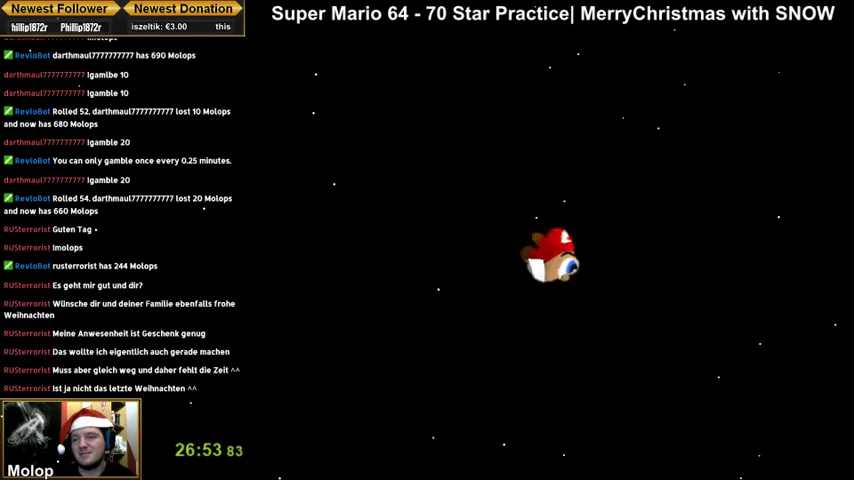 Newest Follower
Newest Donation
hillip1872r
Phillip1872r
iszeltik: €3.00
this
Super Mario 64 - 70 Star Practice| MerryChristmas with SNOW
RevloBot darthmaul7777777777 has 690 Molops
darthmaul7777777777 !gamlbe 10
darthmaul7777777777 !gamble 10
RevloBot Rolled 52. darthmaul7777777777 lost 10 Molops
and now has 680 Molops
darthmaul7777777777 !gamble 20
RevloBot You can only gamble once every 0.25 minutes.
darthmaul7777777777 !gamble 20
RevloBot Rolled 54. darthmaul7777777777 lost 20 Molops
and now has 660 Molops
RUSterrorist Guten Tag
RUSterrorist !molops
RevloBot rusterrorist has 244 Molops
RUSterrorist Es geht mir gut und dir?
RUSterrorist Wünsche dir und deiner Familie ebenfalls frohe
Weihnachten
RUSterrorist Meine Anwesenheit ist Geschenk genug
RUSterrorist Das wollte ich eigentlich auch gerade machen
RUSterrorist Muss aber gleich weg und daher fehlt die Zeit ^^
RUSterrorist Ist ja nicht das letzte Weihnachten ^^
26:53 83
Molop